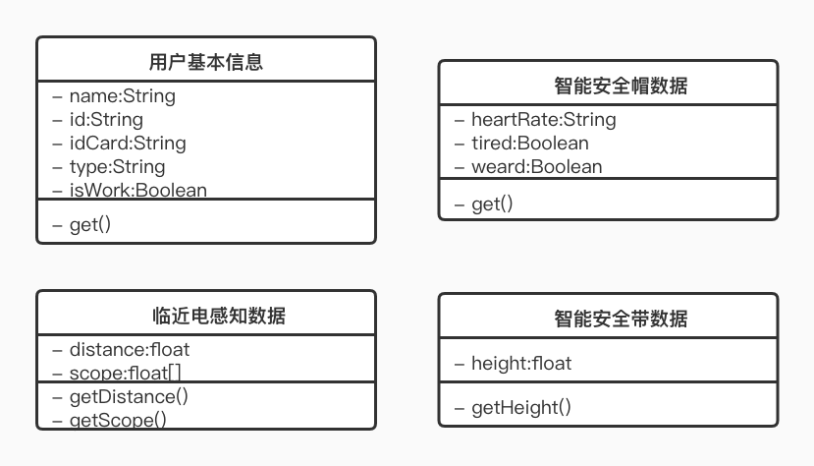 用户基本信息
– name:String
– id:String
– idCard:String
– type:String
– isWork:Boolean
– get()
智能安全帽数据
– heartRate:String
– tired:Boolean
– weard:Boolean
– get()
临近电感知数据
– distance:float
– scope:float[]
– getDistance()
– getScope()
智能安全带数据
– height:float
– getHeight()